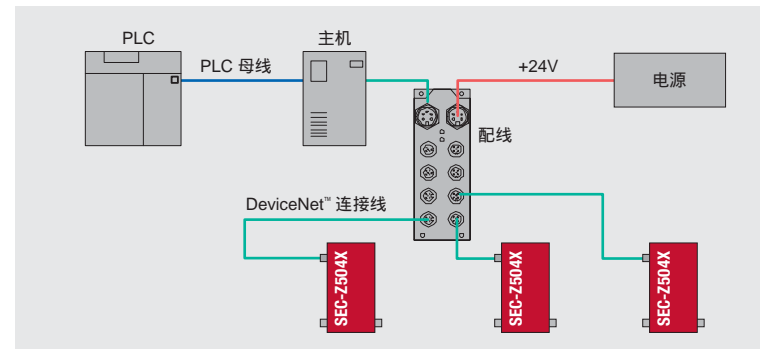 PLC
主机
PLC 母线
+24V
电源
配线
DeviceNet™ 连接线
SEC-Z504X
SEC-Z504X
SEC-Z504X